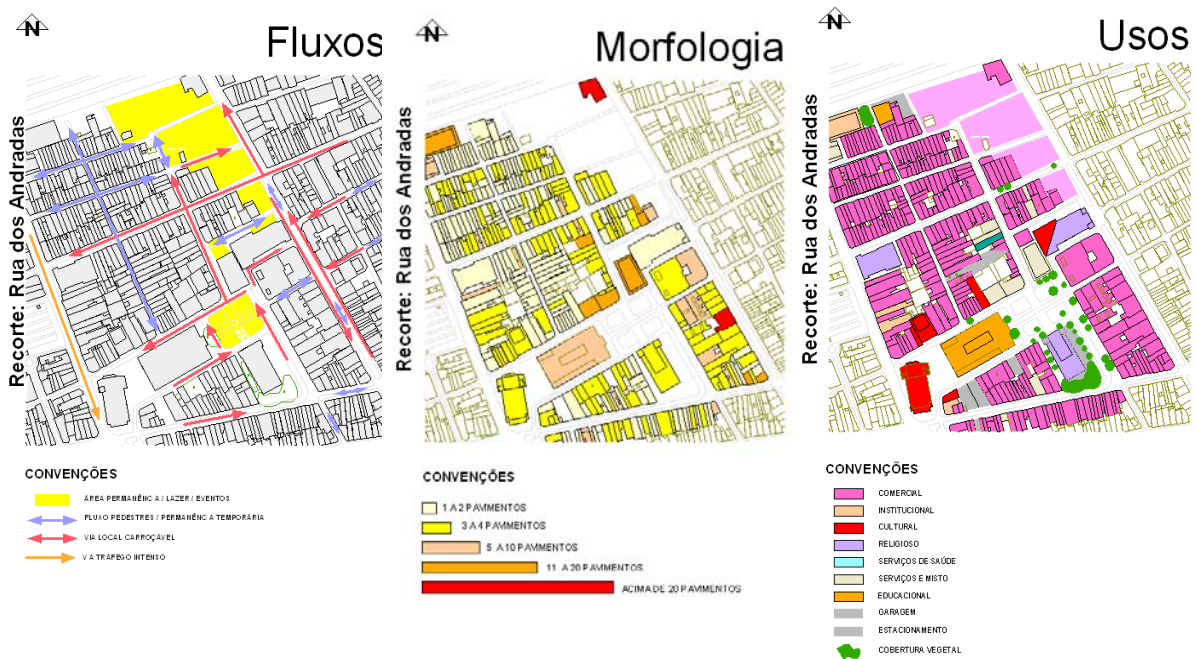 N
Fluxos
Recorte: Rua dos Andradas
CONVENÇÕES
ÁREA PERMANÊNCIA / LAZER / EVENTOS
FLUXO PEDESTRES / PERMANÊNCIA TEMPORÁRIA
VIA LOCAL CARROÇÁVEL
VIA TRÁFEGO INTENSO
N
Morfologia
Recorte: Rua dos Andradas
CONVENÇÕES
1 A 2 PAVIMENTOS
3 A 4 PAVIMENTOS
5 A 10 PAVIMENTOS
11 A 20 PAVIMENTOS
ACIMA DE 20 PAVIMENTOS
N
Usos
Recorte: Rua dos Andradas
CONVENÇÕES
COMERCIAL
INSTITUCIONAL
CULTURAL
RELIGIOSO
SERVIÇOS DE SAÚDE
SERVIÇOS E MISTO
EDUCACIONAL
GARAGEM
ESTACIONAMENTO
COBERTURA VEGETAL